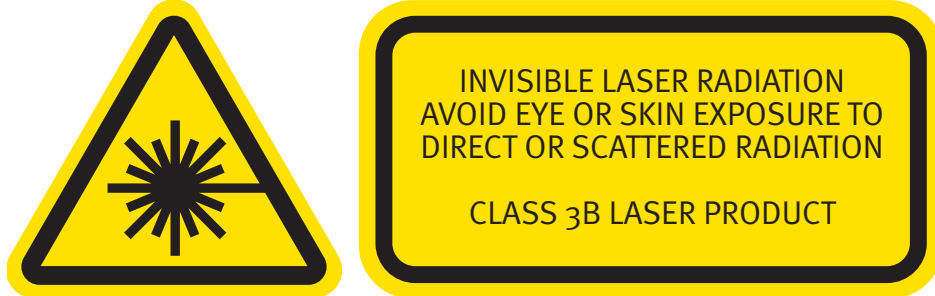 INVISIBLE LASER RADIATION
AVOID EYE OR SKIN EXPOSURE TO
DIRECT OR SCATTERED RADIATION
CLASS 3B LASER PRODUCT